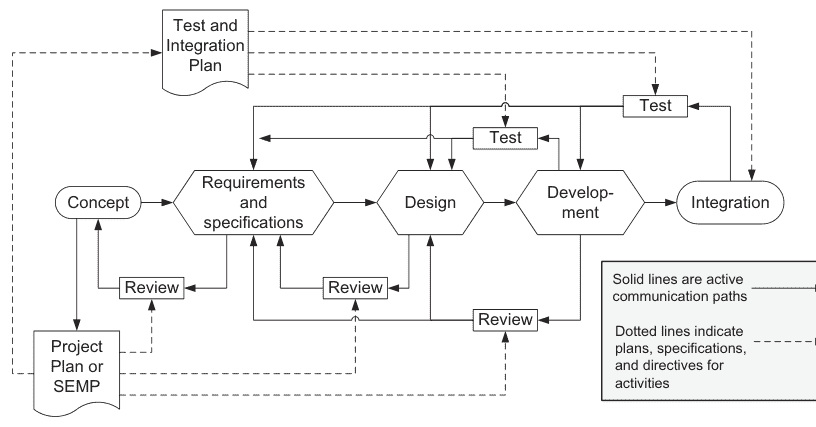 Test and
Integration
Plan
Test
Test
Requirements
and
specifications
Concept
Design
Develop-
ment
Integration
Review
Review
Review
Project
Plan or
SEMP
Solid lines are active
communication paths
Dotted lines indicate
plans, specifications,
and directives for
activities